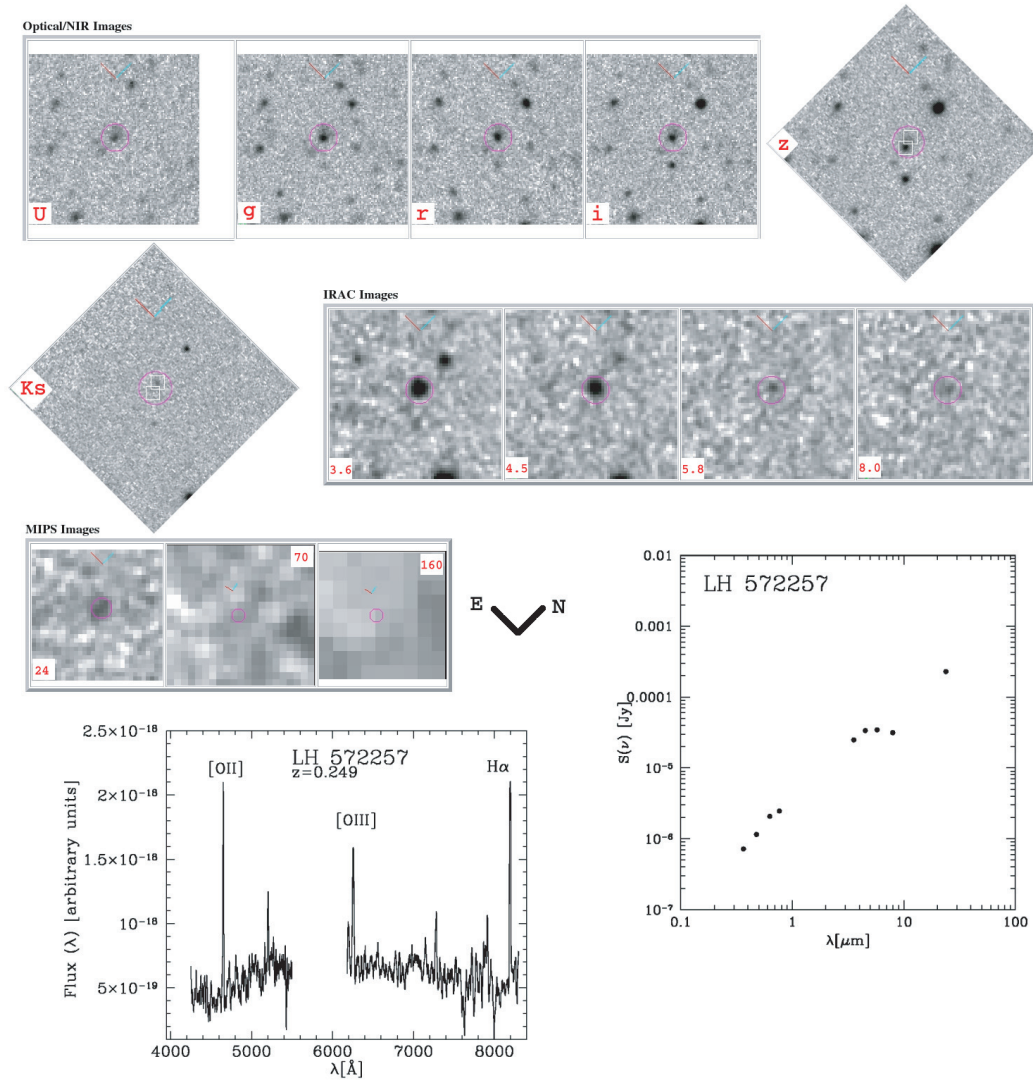 Optical/NIR Images
U
g
r
i
z
Ks
IRAC Images
3.6
4.5
5.8
8.0
MIPS Images
24
70
160
E
N
LH 572257
0.01
0.001
0.0001
10⁻⁵
10⁻⁶
10⁻⁷
S(ν) [Jy]
0.1
1
10
100
λ[μm]
2.5×10⁻¹⁸
2×10⁻¹⁸
1.5×10⁻¹⁸
10⁻¹⁸
5×10⁻¹⁹
Flux (λ) [arbitrary units]
LH 572257
z=0.249
[OII]
[OIII]
Hα
4000
5000
6000
7000
8000
λ[Å]